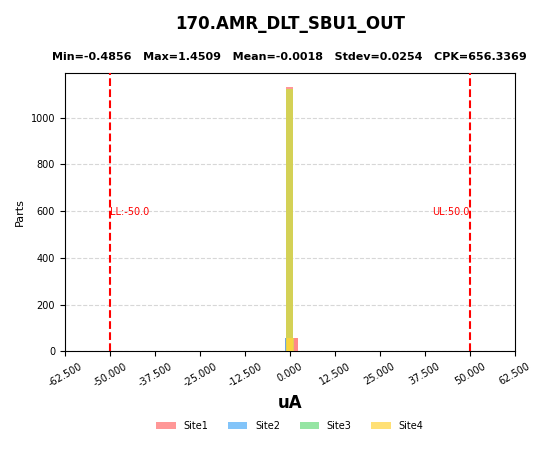 170.AMR_DLT_SBU1_OUT
Min=-0.4856 Max=1.4509 Mean=-0.0018 Stdev=0.0254 CPK=656.3369
1000
800
600
400
200
0
Parts
LL:-50.0
UL:50.0
-62.500 -50.000 -37.500 -25.000 -12.500 0.000 12.500 25.000 37.500 50.000 62.500
uA
Site1 Site2 Site3 Site4